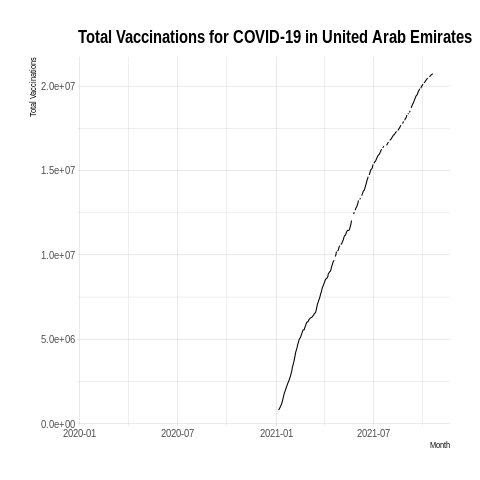 Total Vaccinations for COVID-19 in United Arab Emirates
Total Vaccinations
2.0e+07
1.5e+07
1.0e+07
5.0e+06
0.0e+00
2020-01 2020-07 2021-01 2021-07
Month